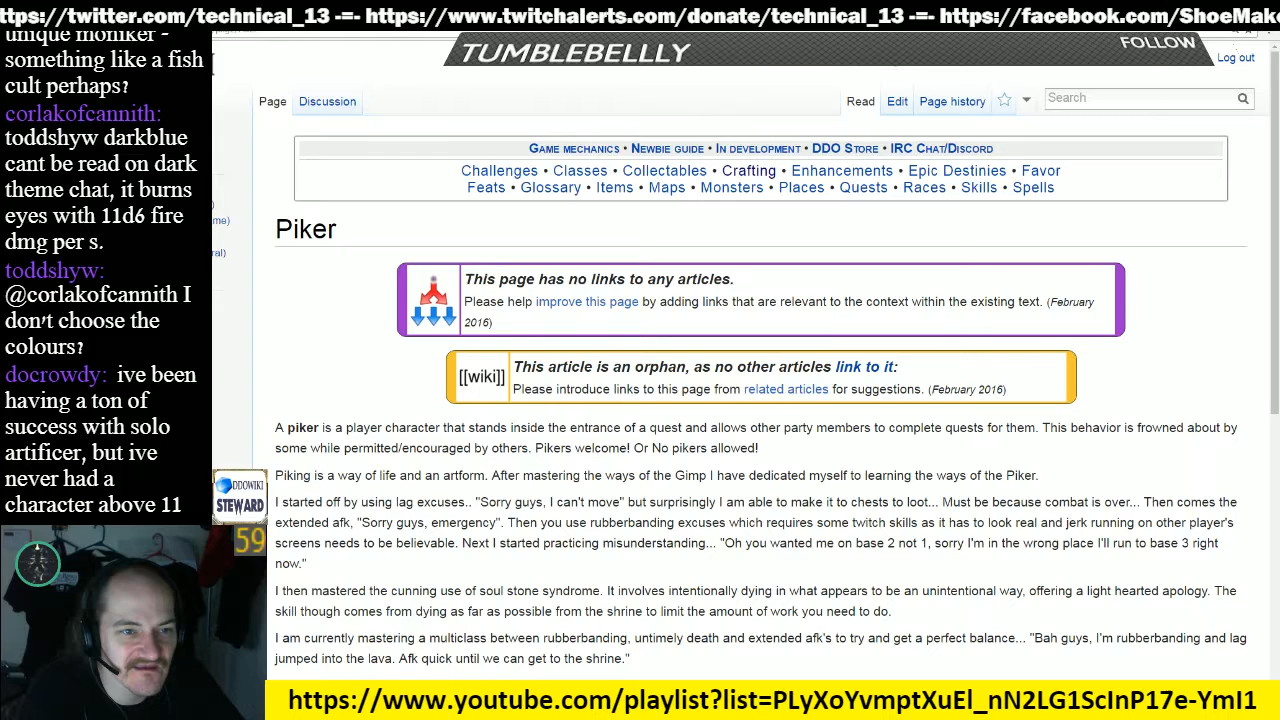 https://twitter.com/technical_13 -=- https://www.twitchalerts.com/donate/technical_13 -=- https://facebook.com/ShoeMak
unique moniker -
something like a fish
cult perhaps?
corlakofcannith:
toddshyw darkblue
cant be read on dark
theme chat, it burns
eyes with 11d6 fire
dmg per s.
toddshyw:
@corlakofcannith I
don't choose the
colours?
docrowdy: ive been
having a ton of
success with solo
artificer, but ive
never had a
character above 11
TUMBLEBELLLY
FOLLOW
Log out
Page Discussion
Read Edit Page history
Search
Game mechanics • Newbie guide • In development • DDO Store • IRC Chat/Discord
Challenges • Classes • Collectables • Crafting • Enhancements • Epic Destinies • Favor
Feats • Glossary • Items • Maps • Monsters • Places • Quests • Races • Skills • Spells
Piker
This page has no links to any articles.
Please help improve this page by adding links that are relevant to the context within the existing text. (February
2016)
[[wiki]]
This article is an orphan, as no other articles link to it:
Please introduce links to this page from related articles for suggestions. (February 2016)
A piker is a player character that stands inside the entrance of a quest and allows other party members to complete quests for them. This behavior is frowned about by
some while permitted/encouraged by others. Pikers welcome! Or No pikers allowed!
Piking is a way of life and an artform. After mastering the ways of the Gimp I have dedicated myself to learning the ways of the Piker.
I started off by using lag excuses.. "Sorry guys, I can't move" but surprisingly I am able to make it to chests to loot... Must be because combat is over... Then comes the
extended afk, "Sorry guys, emergency". Then you use rubberbanding excuses which requires some twitch skills as it has to look real and jerk running on other player's
screens needs to be believable. Next I started practicing misunderstanding... "Oh you wanted me on base 2 not 1, sorry I'm in the wrong place I'll run to base 3 right
now."
I then mastered the cunning use of soul stone syndrome. It involves intentionally dying in what appears to be an unintentional way, offering a light hearted apology. The
skill though comes from dying as far as possible from the shrine to limit the amount of work you need to do.
I am currently mastering a multiclass between rubberbanding, untimely death and extended afk's to try and get a perfect balance... "Bah guys, I'm rubberbanding and lag
jumped into the lava. Afk quick until we can get to the shrine."
me)
ral)
DDOWIKI
STEWARD
59
https://www.youtube.com/playlist?list=PLyXoYvmptXuEl_nN2LG1ScInP17e-YmI1